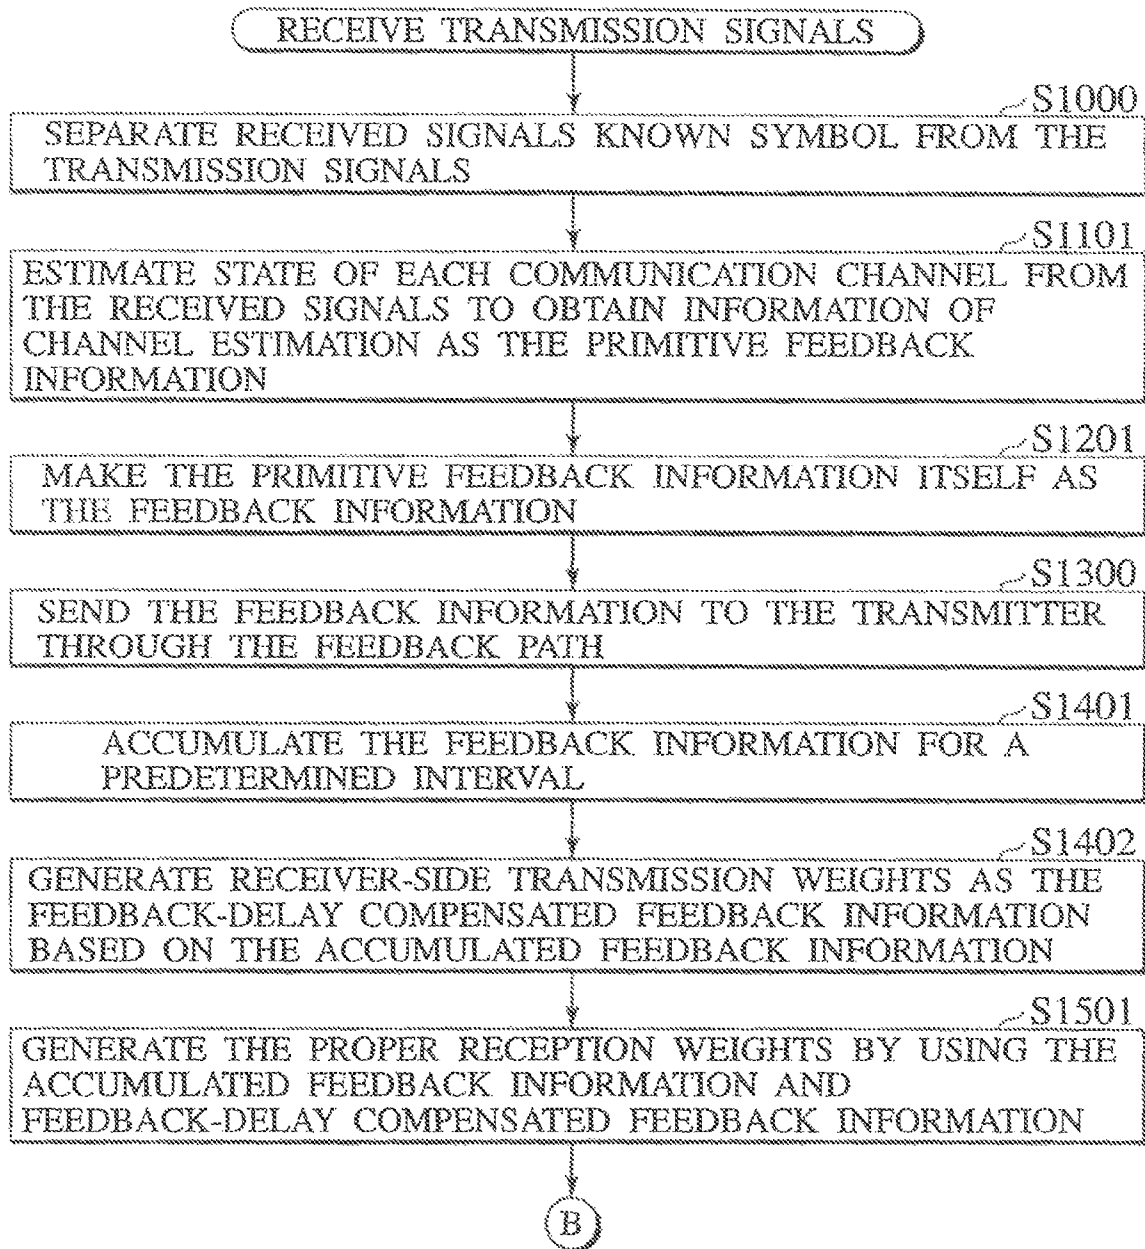 RECEIVE TRANSMISSION SIGNALS
S1000
SEPARATE RECEIVED SIGNALS KNOWN SYMBOL FROM THE
TRANSMISSION SIGNALS
S1101
ESTIMATE STATE OF EACH COMMUNICATION CHANNEL FROM
THE RECEIVED SIGNALS TO OBTAIN INFORMATION OF
CHANNEL ESTIMATION AS THE PRIMITIVE FEEDBACK
INFORMATION
S1201
MAKE THE PRIMITIVE FEEDBACK INFORMATION ITSELF AS
THE FEEDBACK INFORMATION
S1300
SEND THE FEEDBACK INFORMATION TO THE TRANSMITTER
THROUGH THE FEEDBACK PATH
S1401
ACCUMULATE THE FEEDBACK INFORMATION FOR A
PREDETERMINED INTERVAL
S1402
GENERATE RECEIVER-SIDE TRANSMISSION WEIGHTS AS THE
FEEDBACK-DELAY COMPENSATED FEEDBACK INFORMATION
BASED ON THE ACCUMULATED FEEDBACK INFORMATION
S1501
GENERATE THE PROPER RECEPTION WEIGHTS BY USING THE
ACCUMULATED FEEDBACK INFORMATION AND
FEEDBACK-DELAY COMPENSATED FEEDBACK INFORMATION
B